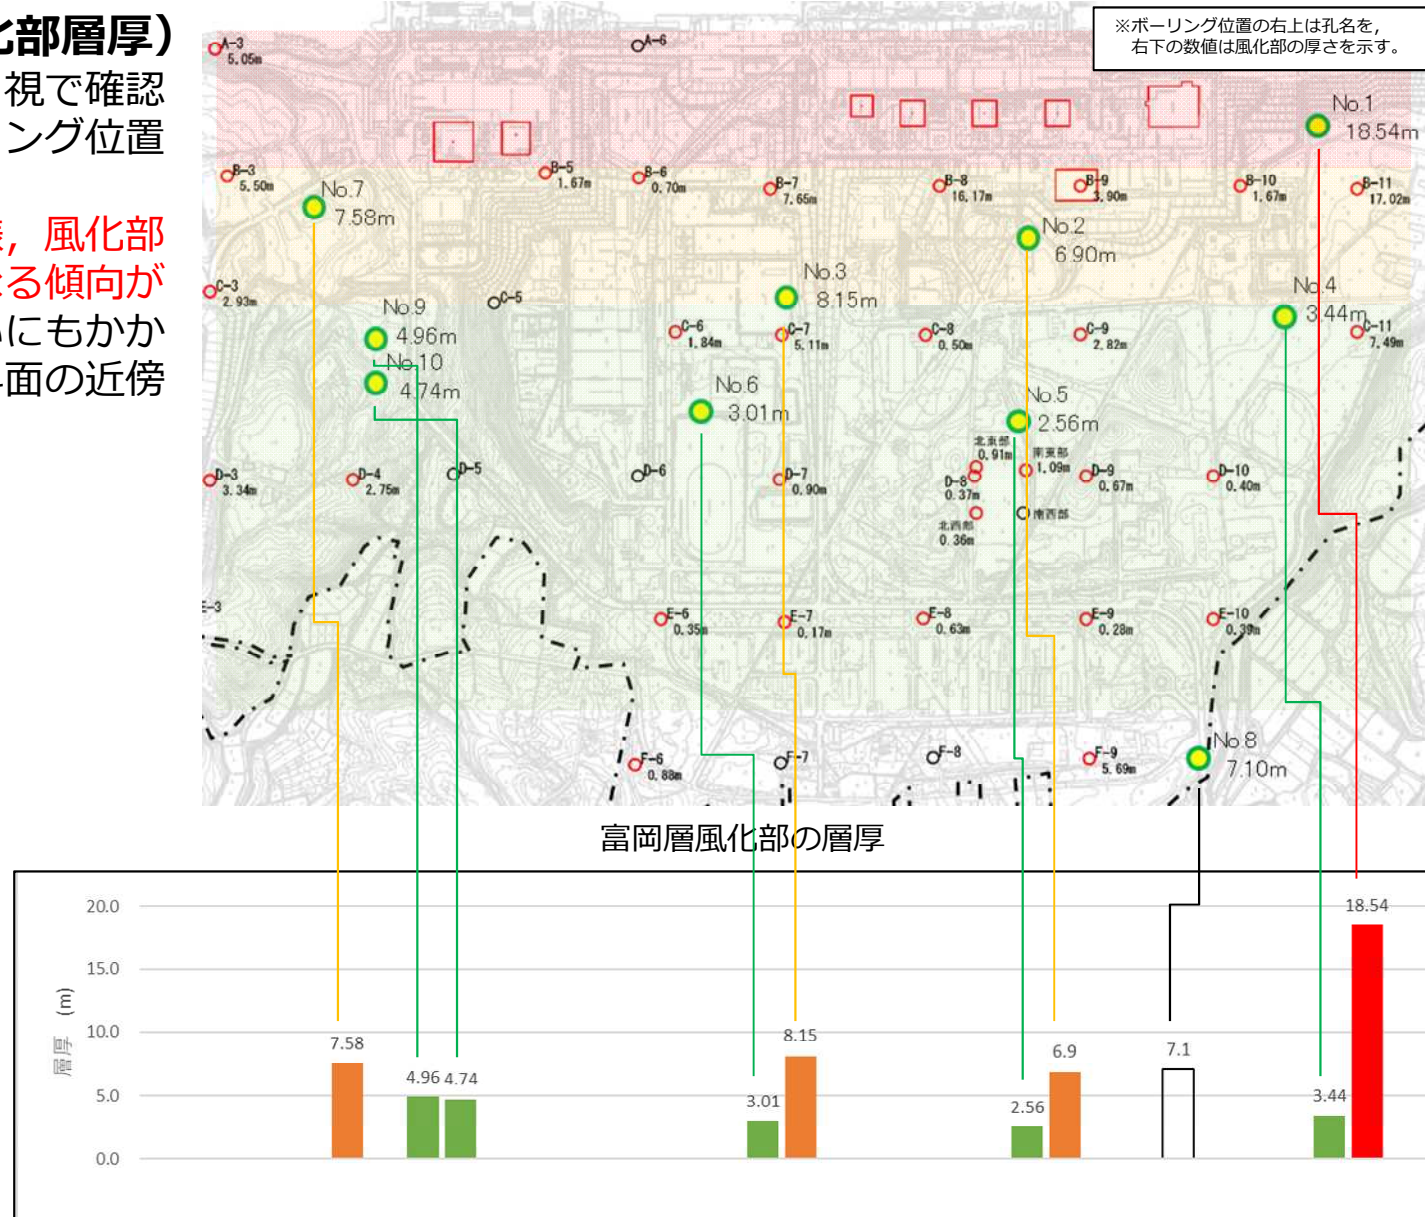 化部層厚）
視で確認
ング位置
様，風化部
なる傾向が
いにもかか
斜面の近傍
※ボーリング位置の右上は孔名を，
右下の数値は風化部の厚さを示す。
A-3
5.05m
A-6
No.1
18.54m
B-3
5.50m
No.7
7.58m
B-5
1.67m
B-6
0.70m
B-7
7.65m
B-8
16.17m
B-9
3.90m
B-10
1.67m
B-11
17.02m
No.2
6.90m
No.3
8.15m
No.4
3.44m
C-3
2.93m
C-5
No.9
4.96m
No.10
4.74m
C-6
1.84m
C-7
5.11m
C-8
0.50m
C-9
2.82m
C-11
7.49m
No.6
3.01m
No.5
2.56m
北東部
0.91m
南東部
1.09m
D-3
3.34m
D-4
2.75m
D-5
D-6
D-7
0.90m
D-8
0.37m
D-9
0.67m
D-10
0.40m
北西部
0.36m
南西部
E-3
E-6
0.35m
E-7
0.17m
E-8
0.63m
E-9
0.28m
E-10
0.39m
F-6
0.88m
F-7
F-8
F-9
5.69m
No.8
7.10m
富岡層風化部の層厚
層厚 (m)
20.0
15.0
10.0
5.0
0.0
7.58
4.96
4.74
3.01
8.15
2.56
6.9
7.1
3.44
18.54